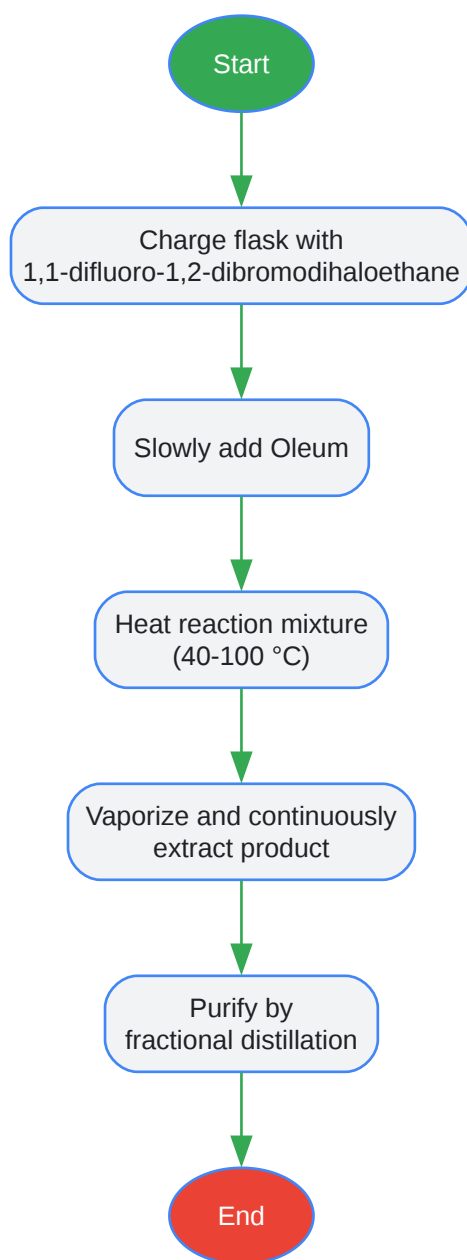 Start
Charge flask with
1,1-difluoro-1,2-dibromodihaloethane
Slowly add Oleum
Heat reaction mixture
(40-100 °C)
Vaporize and continuously
extract product
Purify by
fractional distillation
End